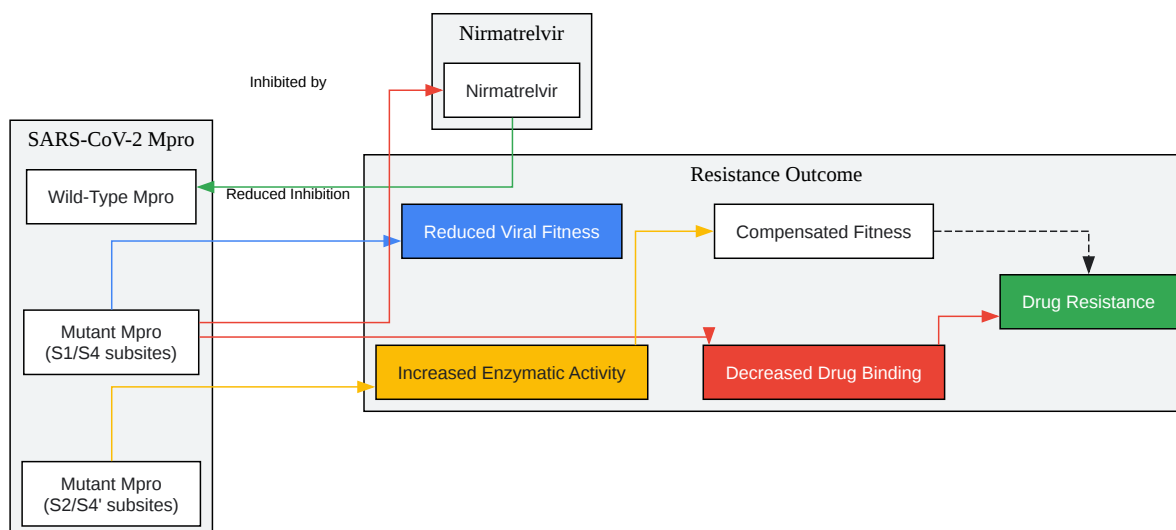 Nirmatrelvir
Nirmatrelvir
Inhibited by
SARS-CoV-2 Mpro
Wild-Type Mpro
Reduced Inhibition
Mutant Mpro
(S1/S4 subsites)
Mutant Mpro
(S2/S4' subsites)
Resistance Outcome
Reduced Viral Fitness
Compensated Fitness
Drug Resistance
Increased Enzymatic Activity
Decreased Drug Binding